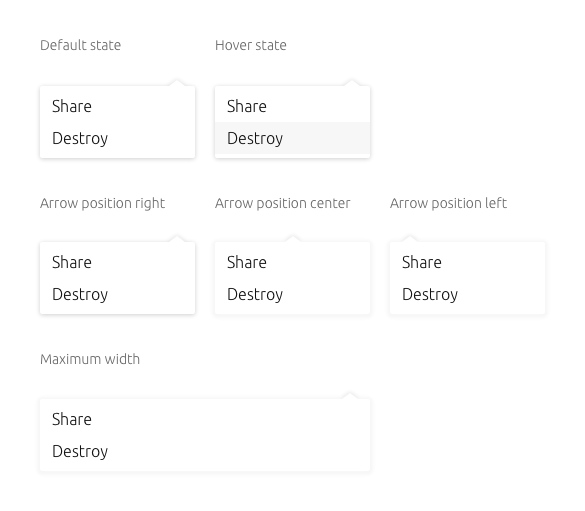 Default state
Hover state
Share
Destroy
Share
Destroy
Arrow position right
Arrow position center
Arrow position left
Share
Destroy
Share
Destroy
Share
Destroy
Maximum width
Share
Destroy